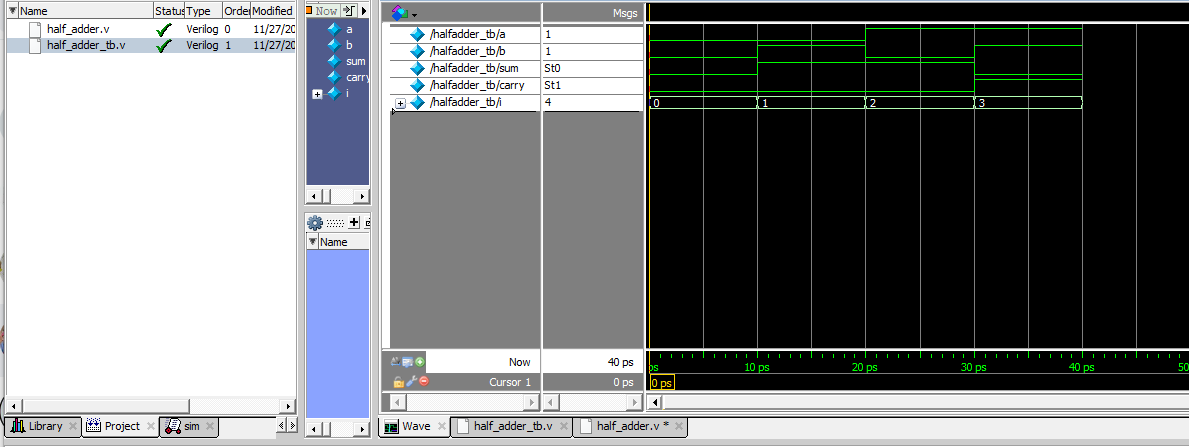 Name Status Type Order Modified
half_adder.v Verilog 0 11/27/20
half_adder_tb.v Verilog 1 11/27/20
Now
a
b
sum
carry
i
Name
Msgs
/halfadder_tb/a 1
/halfadder_tb/b 1
/halfadder_tb/sum St0
/halfadder_tb/carry St1
/halfadder_tb/i 4 0 1 2 3
Now 40 ps ps 10 ps 20 ps 30 ps 40 ps 50
Cursor 1 0 ps 0 ps
Library Project sim
Wave half_adder_tb.v half_adder.v *